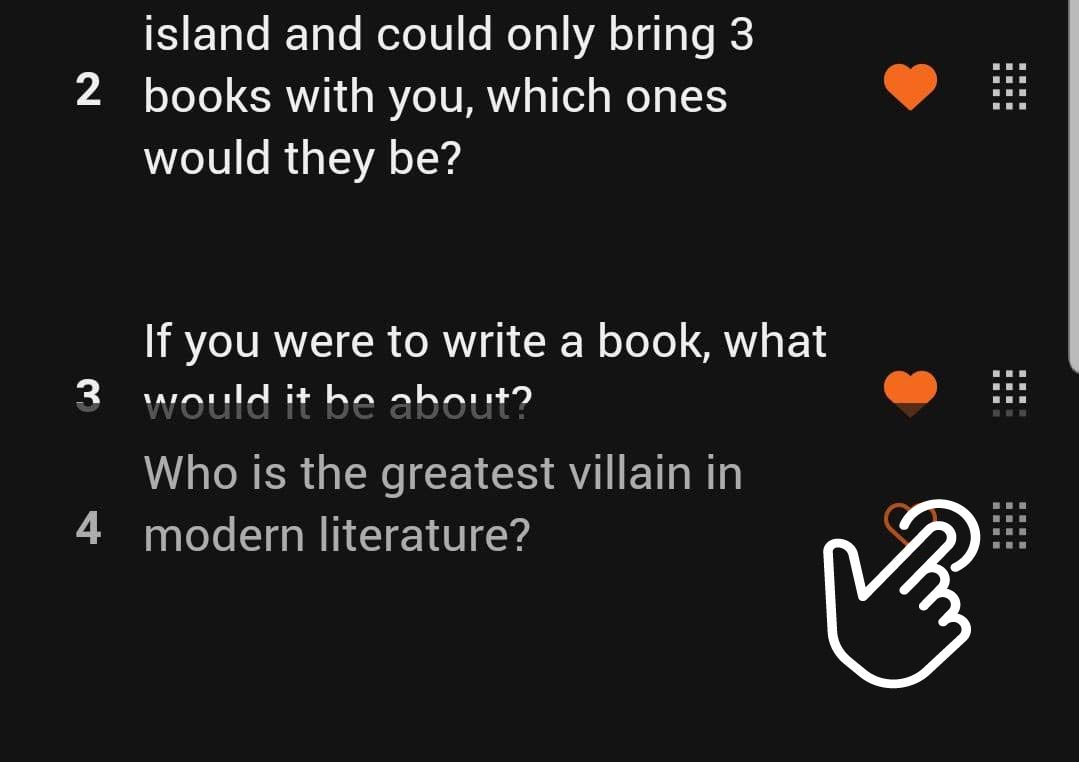 island and could only bring 3
2 books with you, which ones
would they be?
If you were to write a book, what
3 would it be about?
Who is the greatest villain in
4 modern literature?